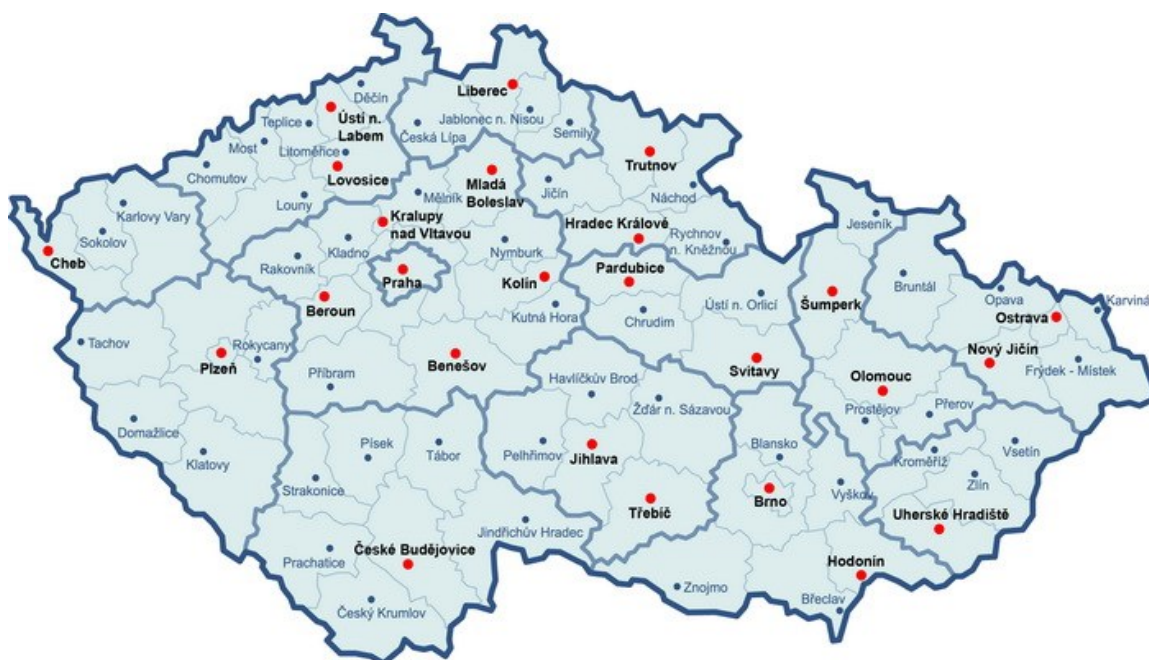 Děčín
Liberec
Ústí n.
Labem
Jablonec n. Nisou
Teplice
Česká Lípa
Semily
Most
Litoměřice
Trutnov
Chomutov
Lovosice
Mladá
Boleslav
Jičín
Náchod
Mělník
Louny
Karlovy Vary
Kralupy
nad Vltavou
Hradec Králové
Jeseník
Sokolov
Rychnov
n. Kněžnou
Kladno
Nymburk
Cheb
Rakovník
Praha
Kolín
Pardubice
Bruntál
Šumperk
Opava
Karviná
Beroun
Kutná Hora
Chrudim
Ústí n. Orlicí
Ostrava
Tachov
Rokycany
Plzeň
Benešov
Svitavy
Nový Jičín
Příbram
Havlíčkův Brod
Olomouc
Frýdek - Místek
Žďár n. Sázavou
Prostějov
Přerov
Domažlice
Písek
Tábor
Blansko
Vsetín
Klatovy
Pelhřimov
Jihlava
Kroměříž
Strakonice
Brno
Vyškov
Zlín
Třebíč
Uherské Hradiště
Jindřichův Hradec
České Budějovice
Prachatice
Hodonín
Znojmo
Břeclav
Český Krumlov